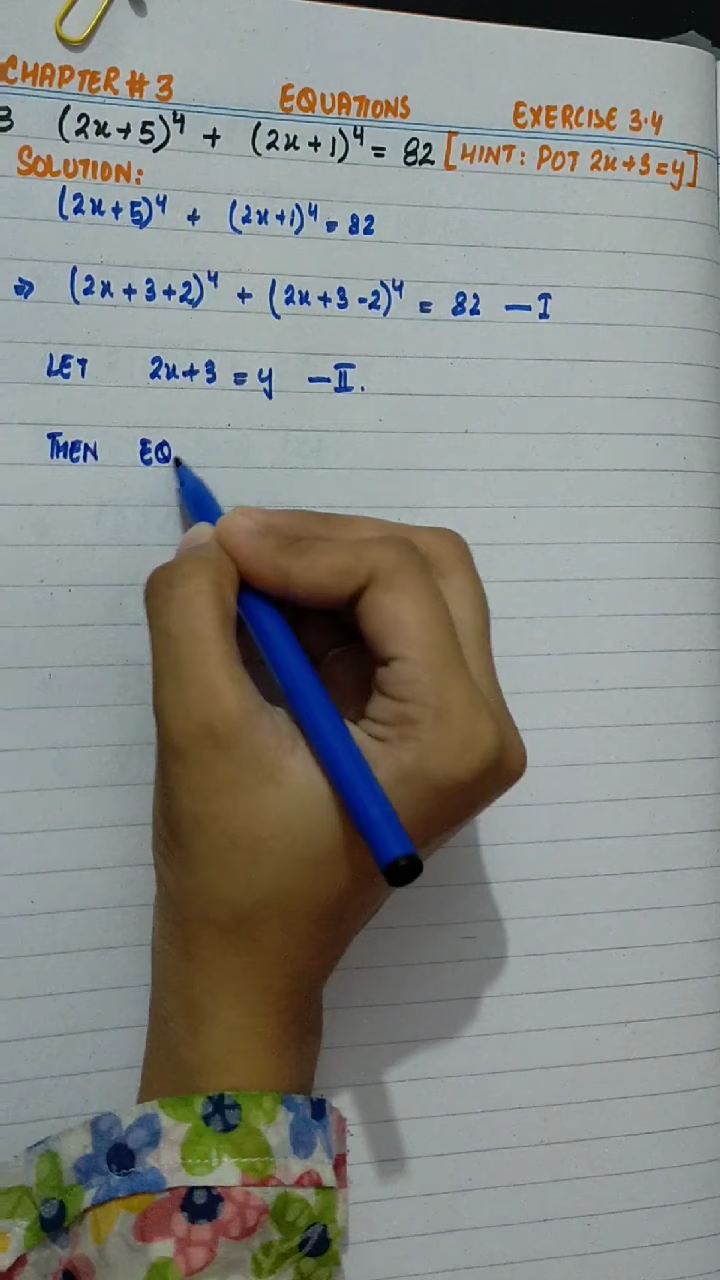 CHAPTER # 3 EQUATIONS EXERCISE 3.4
3 (2x+5)⁴ + (2x+1)⁴ = 82 [HINT: POT 2x+3=y]
SOLUTION:
(2x+5)⁴ + (2x+1)⁴ = 82
⇒ (2x+3+2)⁴ + (2x+3-2)⁴ = 82 — I
LET 2x+3 = y — II.
THEN EQ